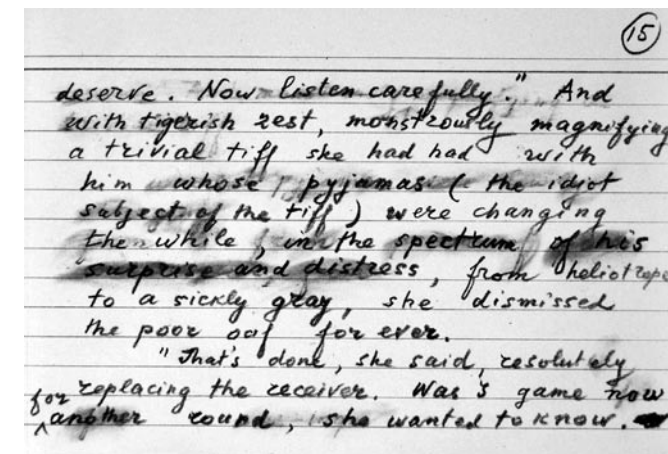 15
deserve. Now listen carefully." And
with tigerish zest, monstrously magnifying
a trivial tiff she had had with
him whose pyjamas (the idiot
subject of the tiff) were changing
the while, in the spectrum of his
surprise and distress, from heliotrope
to a sickly gray, she dismissed
the poor oaf for ever.
"That's done, she said, resolutely
replacing the receiver. Was I game now
for another round, she wanted to know.